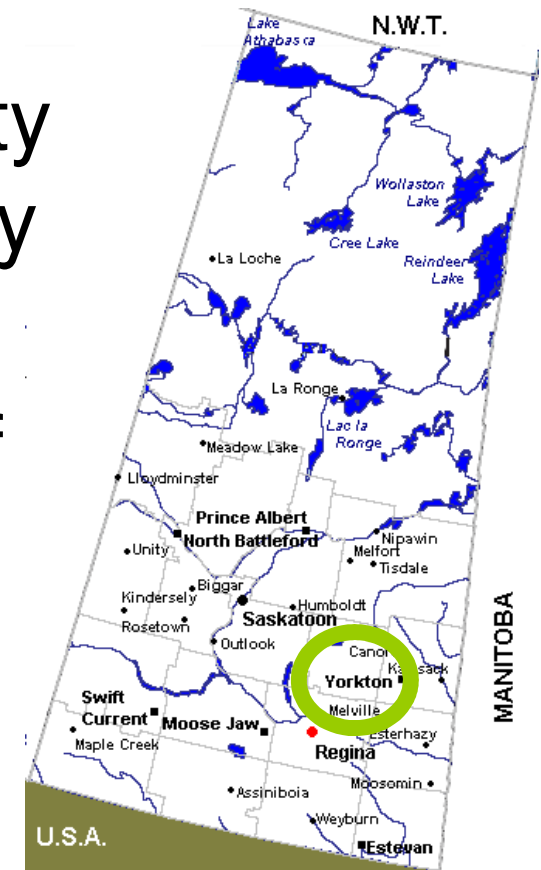 N.W.T.
Lake
Athabasca
ty
Wollaston
Lake
y
Cree Lake
La Loche
Reindeer
Lake
La Ronge
Lac la
Ronge
Meadow Lake
Lloydminster
Prince Albert
North Battleford
Nipawin
Unity
Melfort
Tisdale
Biggar
Kindersely
Humboldt
Saskatoon
Rosetown
Outlook
MANITOBA
Yorkton
Swift
Current
Melville
Moose Jaw
Esterhazy
Maple Creek
Regina
Moosomin
Assiniboia
Weyburn
U.S.A.
Estevan